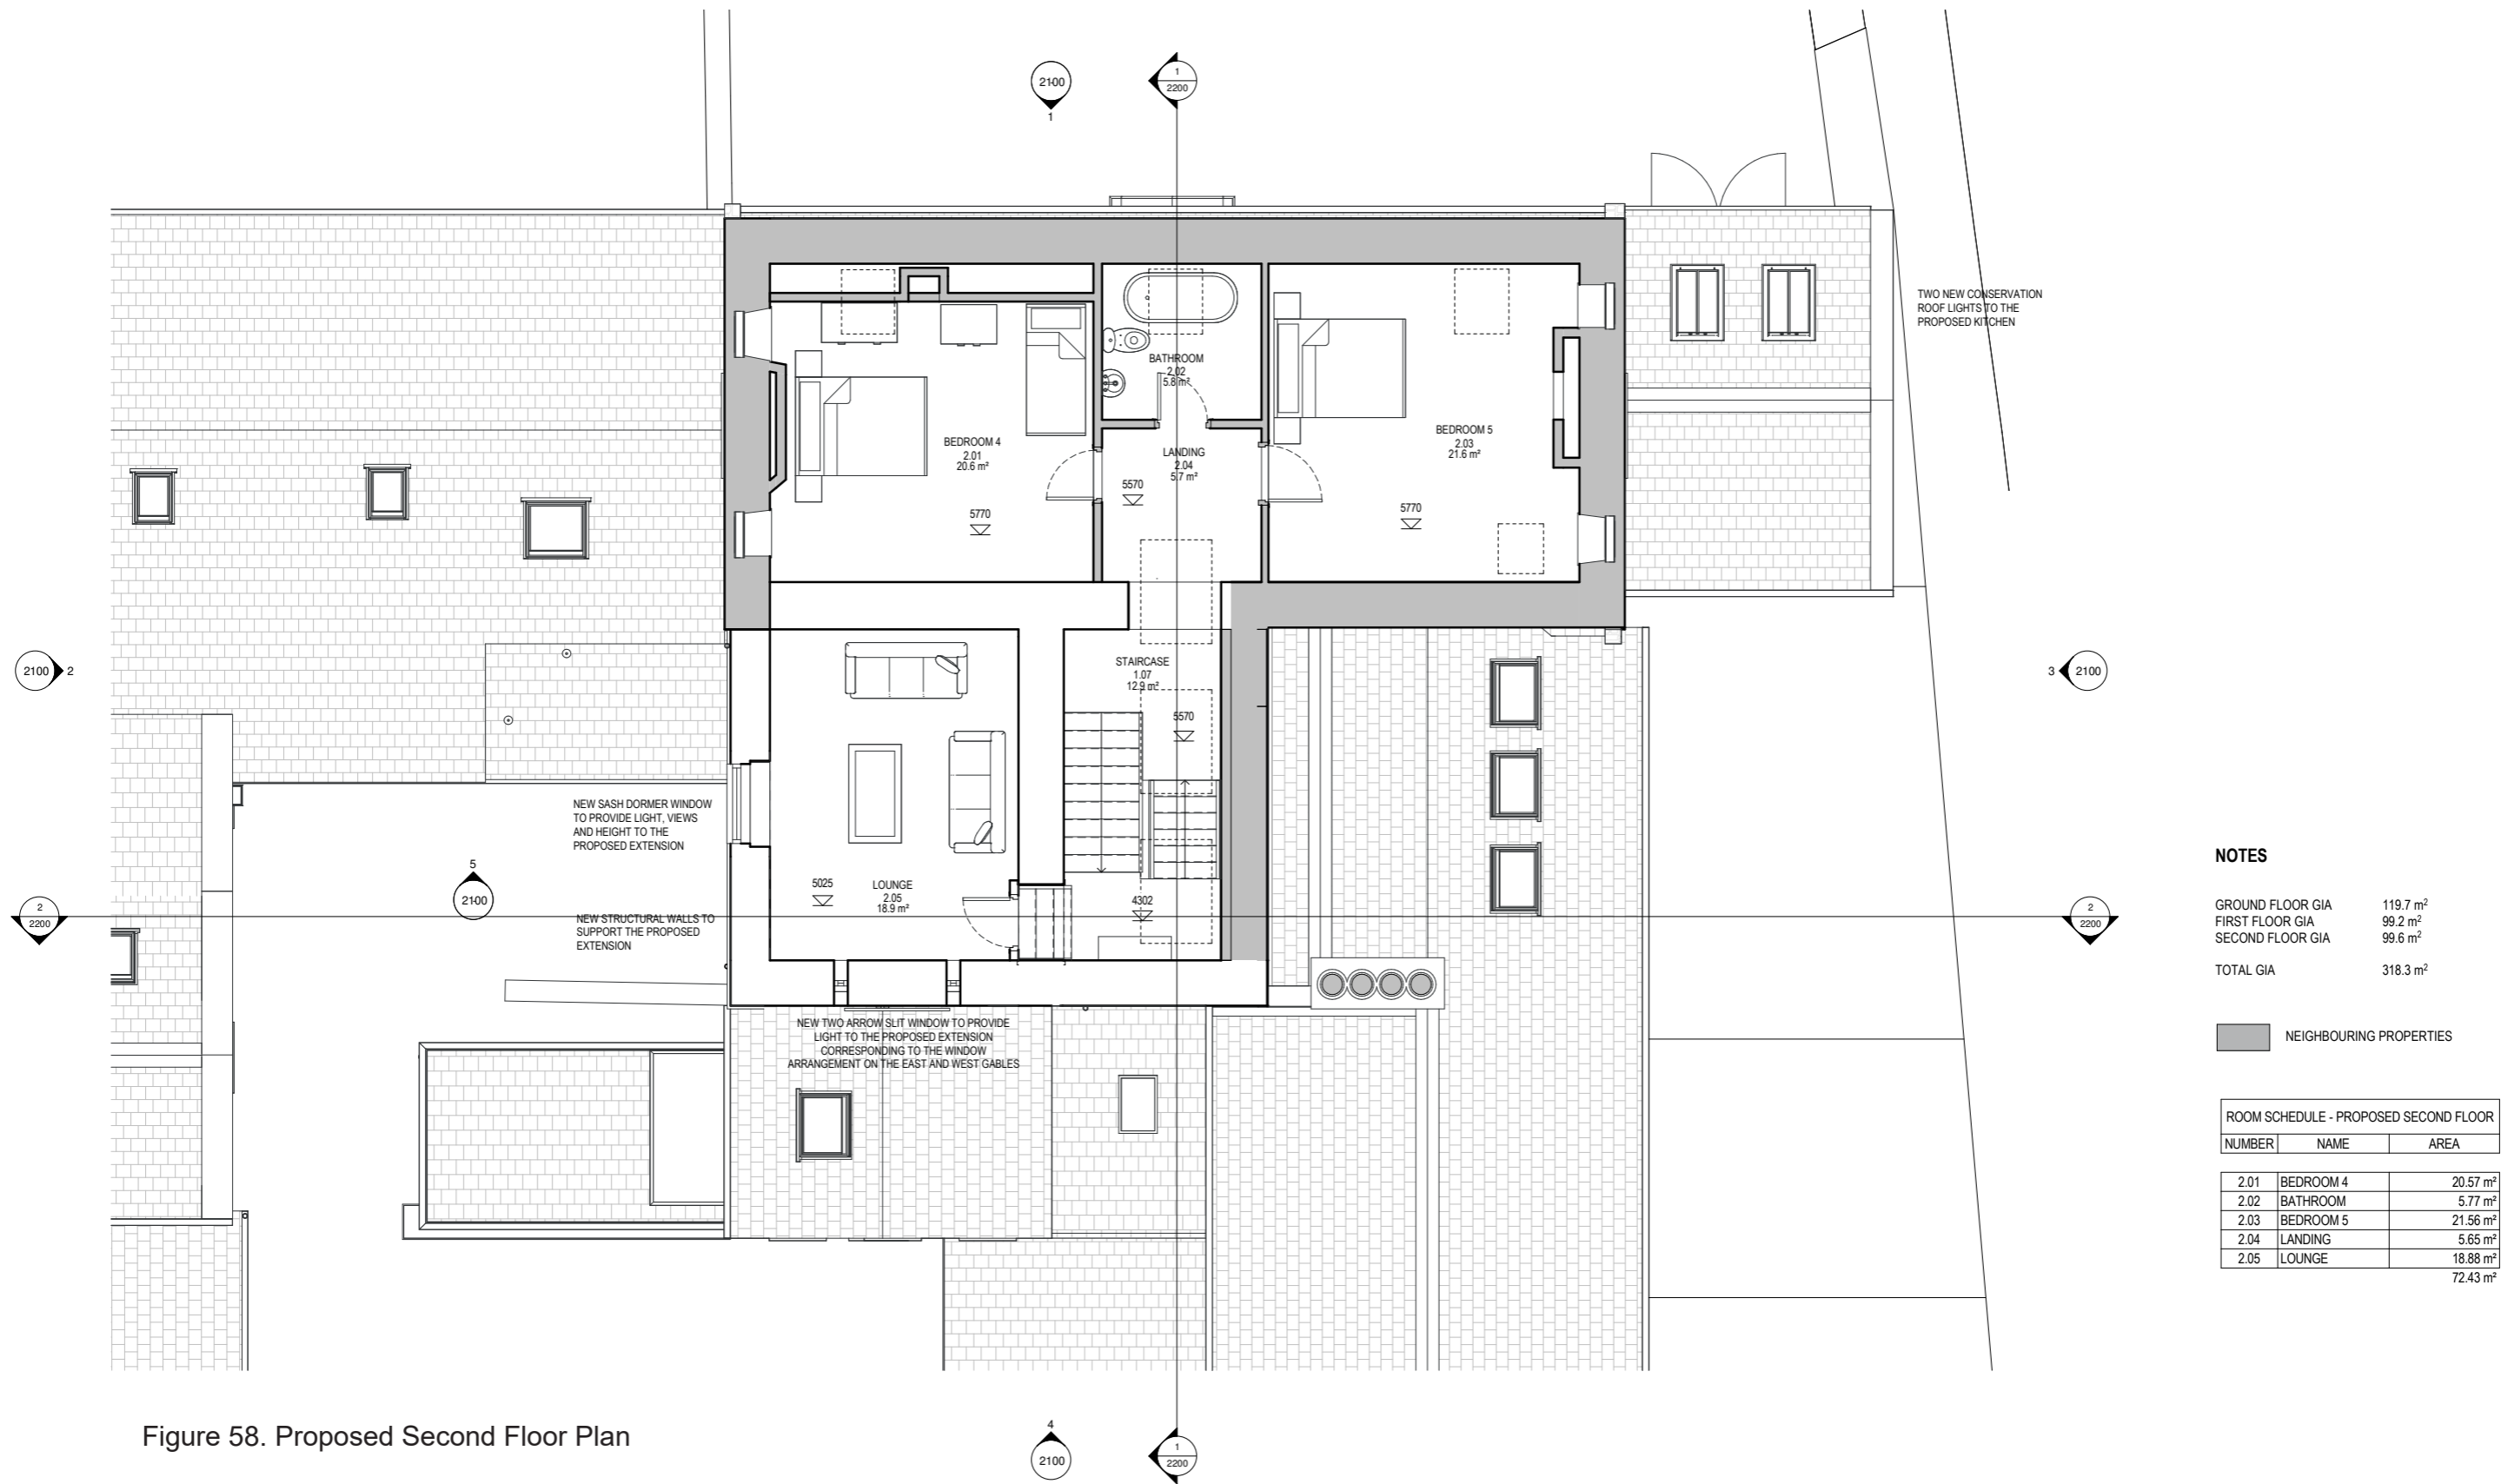 2100
1
1
2200
TWO NEW CONSERVATION
ROOF LIGHTS TO THE
PROPOSED KITCHEN
BATHROOM
2.02
5.8 m²
BEDROOM 4
2.01
20.6 m²
LANDING
2.04
5.7 m²
BEDROOM 5
2.03
21.6 m²
5570
5770
5770
2100
2
STAIRCASE
1.07
12.9 m²
3
2100
5570
NEW SASH DORMER WINDOW
TO PROVIDE LIGHT, VIEWS
AND HEIGHT TO THE
PROPOSED EXTENSION
5
2100
5025
LOUNGE
2.05
18.9 m²
4302
2
2200
NEW STRUCTURAL WALLS TO
SUPPORT THE PROPOSED
EXTENSION
2
2200
NEW TWO ARROW SLIT WINDOW TO PROVIDE
LIGHT TO THE PROPOSED EXTENSION
CORRESPONDING TO THE WINDOW
ARRANGEMENT ON THE EAST AND WEST GABLES
NOTES
GROUND FLOOR GIA 119.7 m²
FIRST FLOOR GIA 99.2 m²
SECOND FLOOR GIA 99.6 m²
TOTAL GIA 318.3 m²
NEIGHBOURING PROPERTIES
ROOM SCHEDULE - PROPOSED SECOND FLOOR
NUMBER NAME AREA
2.01 BEDROOM 4 20.57 m²
2.02 BATHROOM 5.77 m²
2.03 BEDROOM 5 21.56 m²
2.04 LANDING 5.65 m²
2.05 LOUNGE 18.88 m²
72.43 m²
Figure 58. Proposed Second Floor Plan
4
2100
1
2200